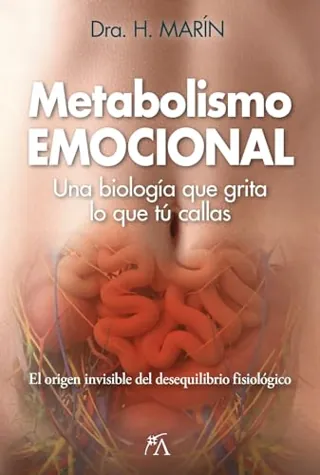 Dra. H. MARÍN
Metabolismo
EMOCIONAL
Una biología que grita
lo que tú callas
El origen invisible del desequilibrio fisiológico